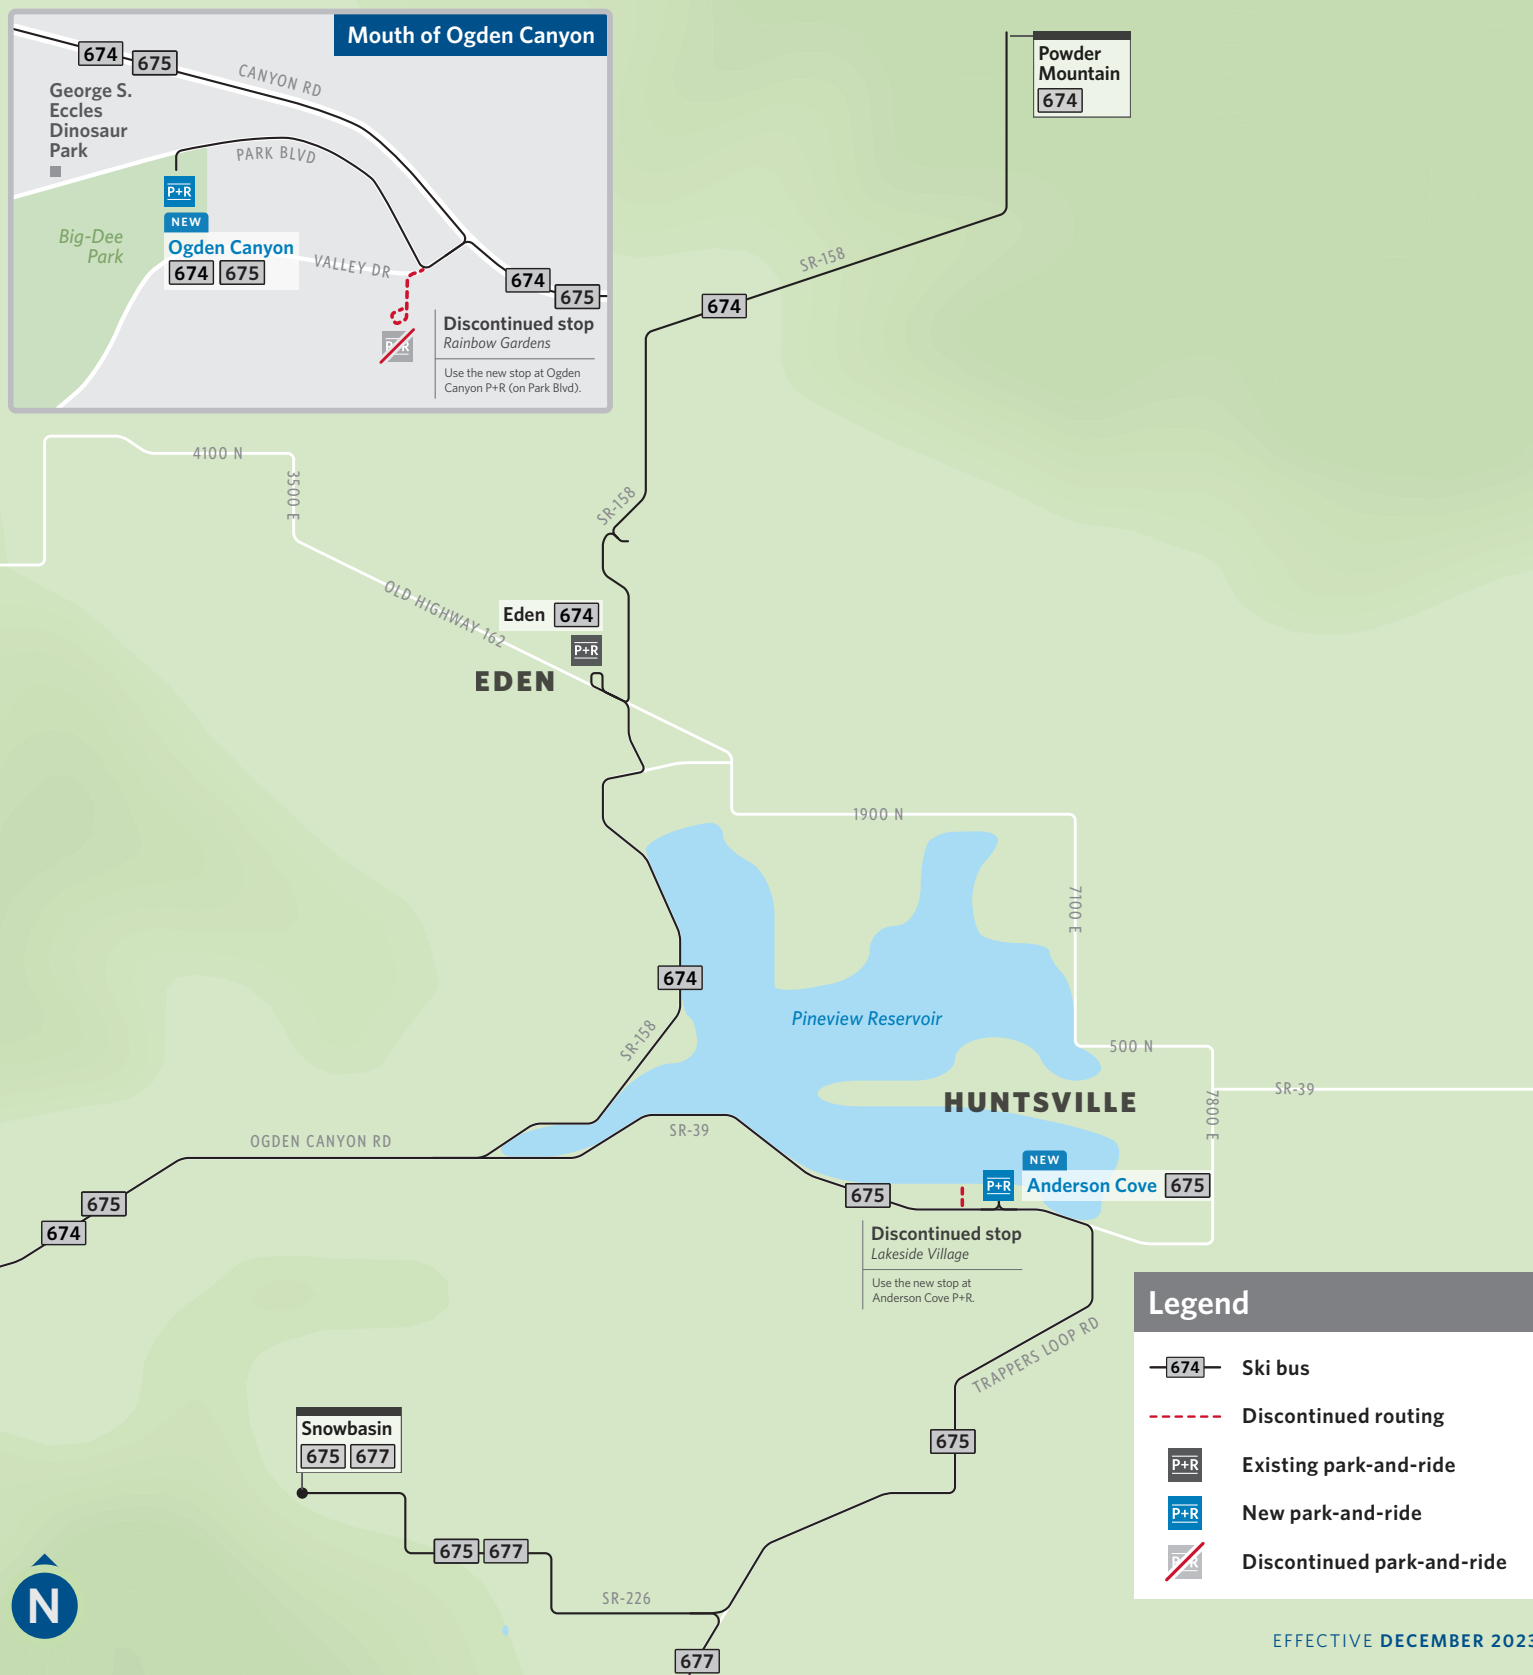 Mouth of Ogden Canyon
674
675
CANYON RD
George S.
Eccles
Dinosaur
Park
PARK BLVD
P+R
NEW
Ogden Canyon
674 675
Big-Dee
Park
VALLEY DR
674
675
P+R
Discontinued stop
Rainbow Gardens
Use the new stop at Ogden
Canyon P+R (on Park Blvd).
Powder
Mountain
674
SR-158
674
4100 N
3500 E
SR-158
OLD HIGHWAY 162
Eden 674
P+R
EDEN
1900 N
7100 E
674
Pineview Reservoir
SR-158
500 N
SR-39
HUNTSVILLE
7800 E
OGDEN CANYON RD
SR-39
NEW
P+R
Anderson Cove 675
675
675
674
Discontinued stop
Lakeside Village
Use the new stop at
Anderson Cove P+R.
TRAPPERS LOOP RD
Snowbasin
675 677
675
675 677
SR-226
677
N
Legend
674 Ski bus
Discontinued routing
P+R Existing park-and-ride
P+R New park-and-ride
P+R Discontinued park-and-ride
EFFECTIVE DECEMBER 2023